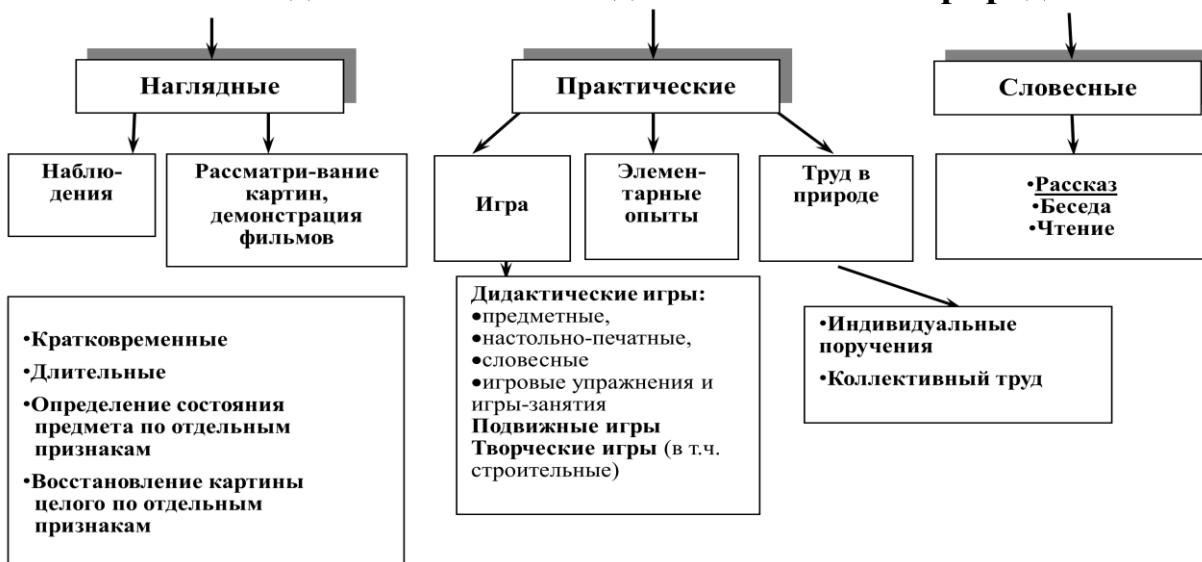 Наглядные
Практические
Словесные
Наблю-
дения
Рассматри-вание
картин,
демонстрация
фильмов
Игра
Элемен-
тарные
опыты
Труд в
природе
•Рассказ
•Беседа
•Чтение
•Кратковременные
•Длительные
•Определение состояния
предмета по отдельным
признакам
•Восстановление картины
целого по отдельным
признакам
Дидактические игры:
•предметные,
•настольно-печатные,
•словесные
•игровые упражнения и
игры-занятия
Подвижные игры
Творческие игры (в т.ч.
строительные)
•Индивидуальные
поручения
•Коллективный труд